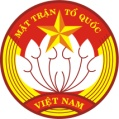 MẶT TRẬN TỔ QUỐC
VIỆT NAM